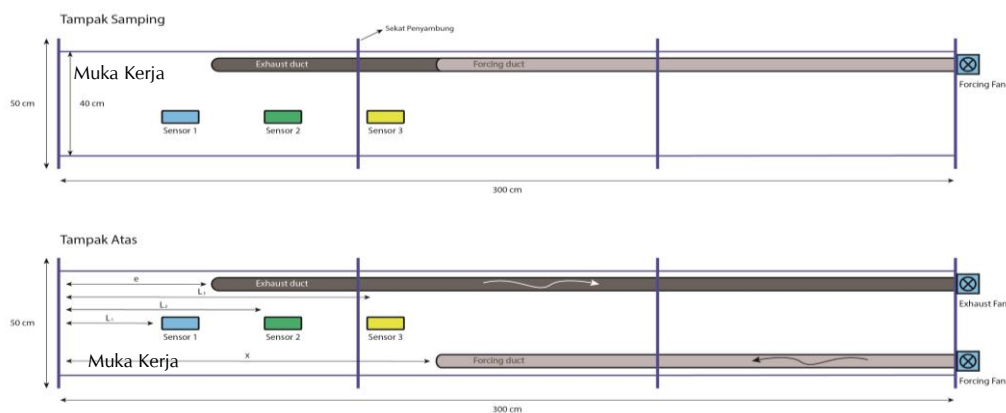 Tampak Samping
Sekat Penyambung
Muka Kerja
Exhaust duct
Forcing duct
Forcing Fan
50 cm
40 cm
Sensor 1
Sensor 2
Sensor 3
300 cm
Tampak Atas
e
Exhaust duct
L₃
Exhaust Fan
L₂
50 cm
L₁
Sensor 1
Sensor 2
Sensor 3
Muka Kerja
x
Forcing duct
Forcing Fan
300 cm